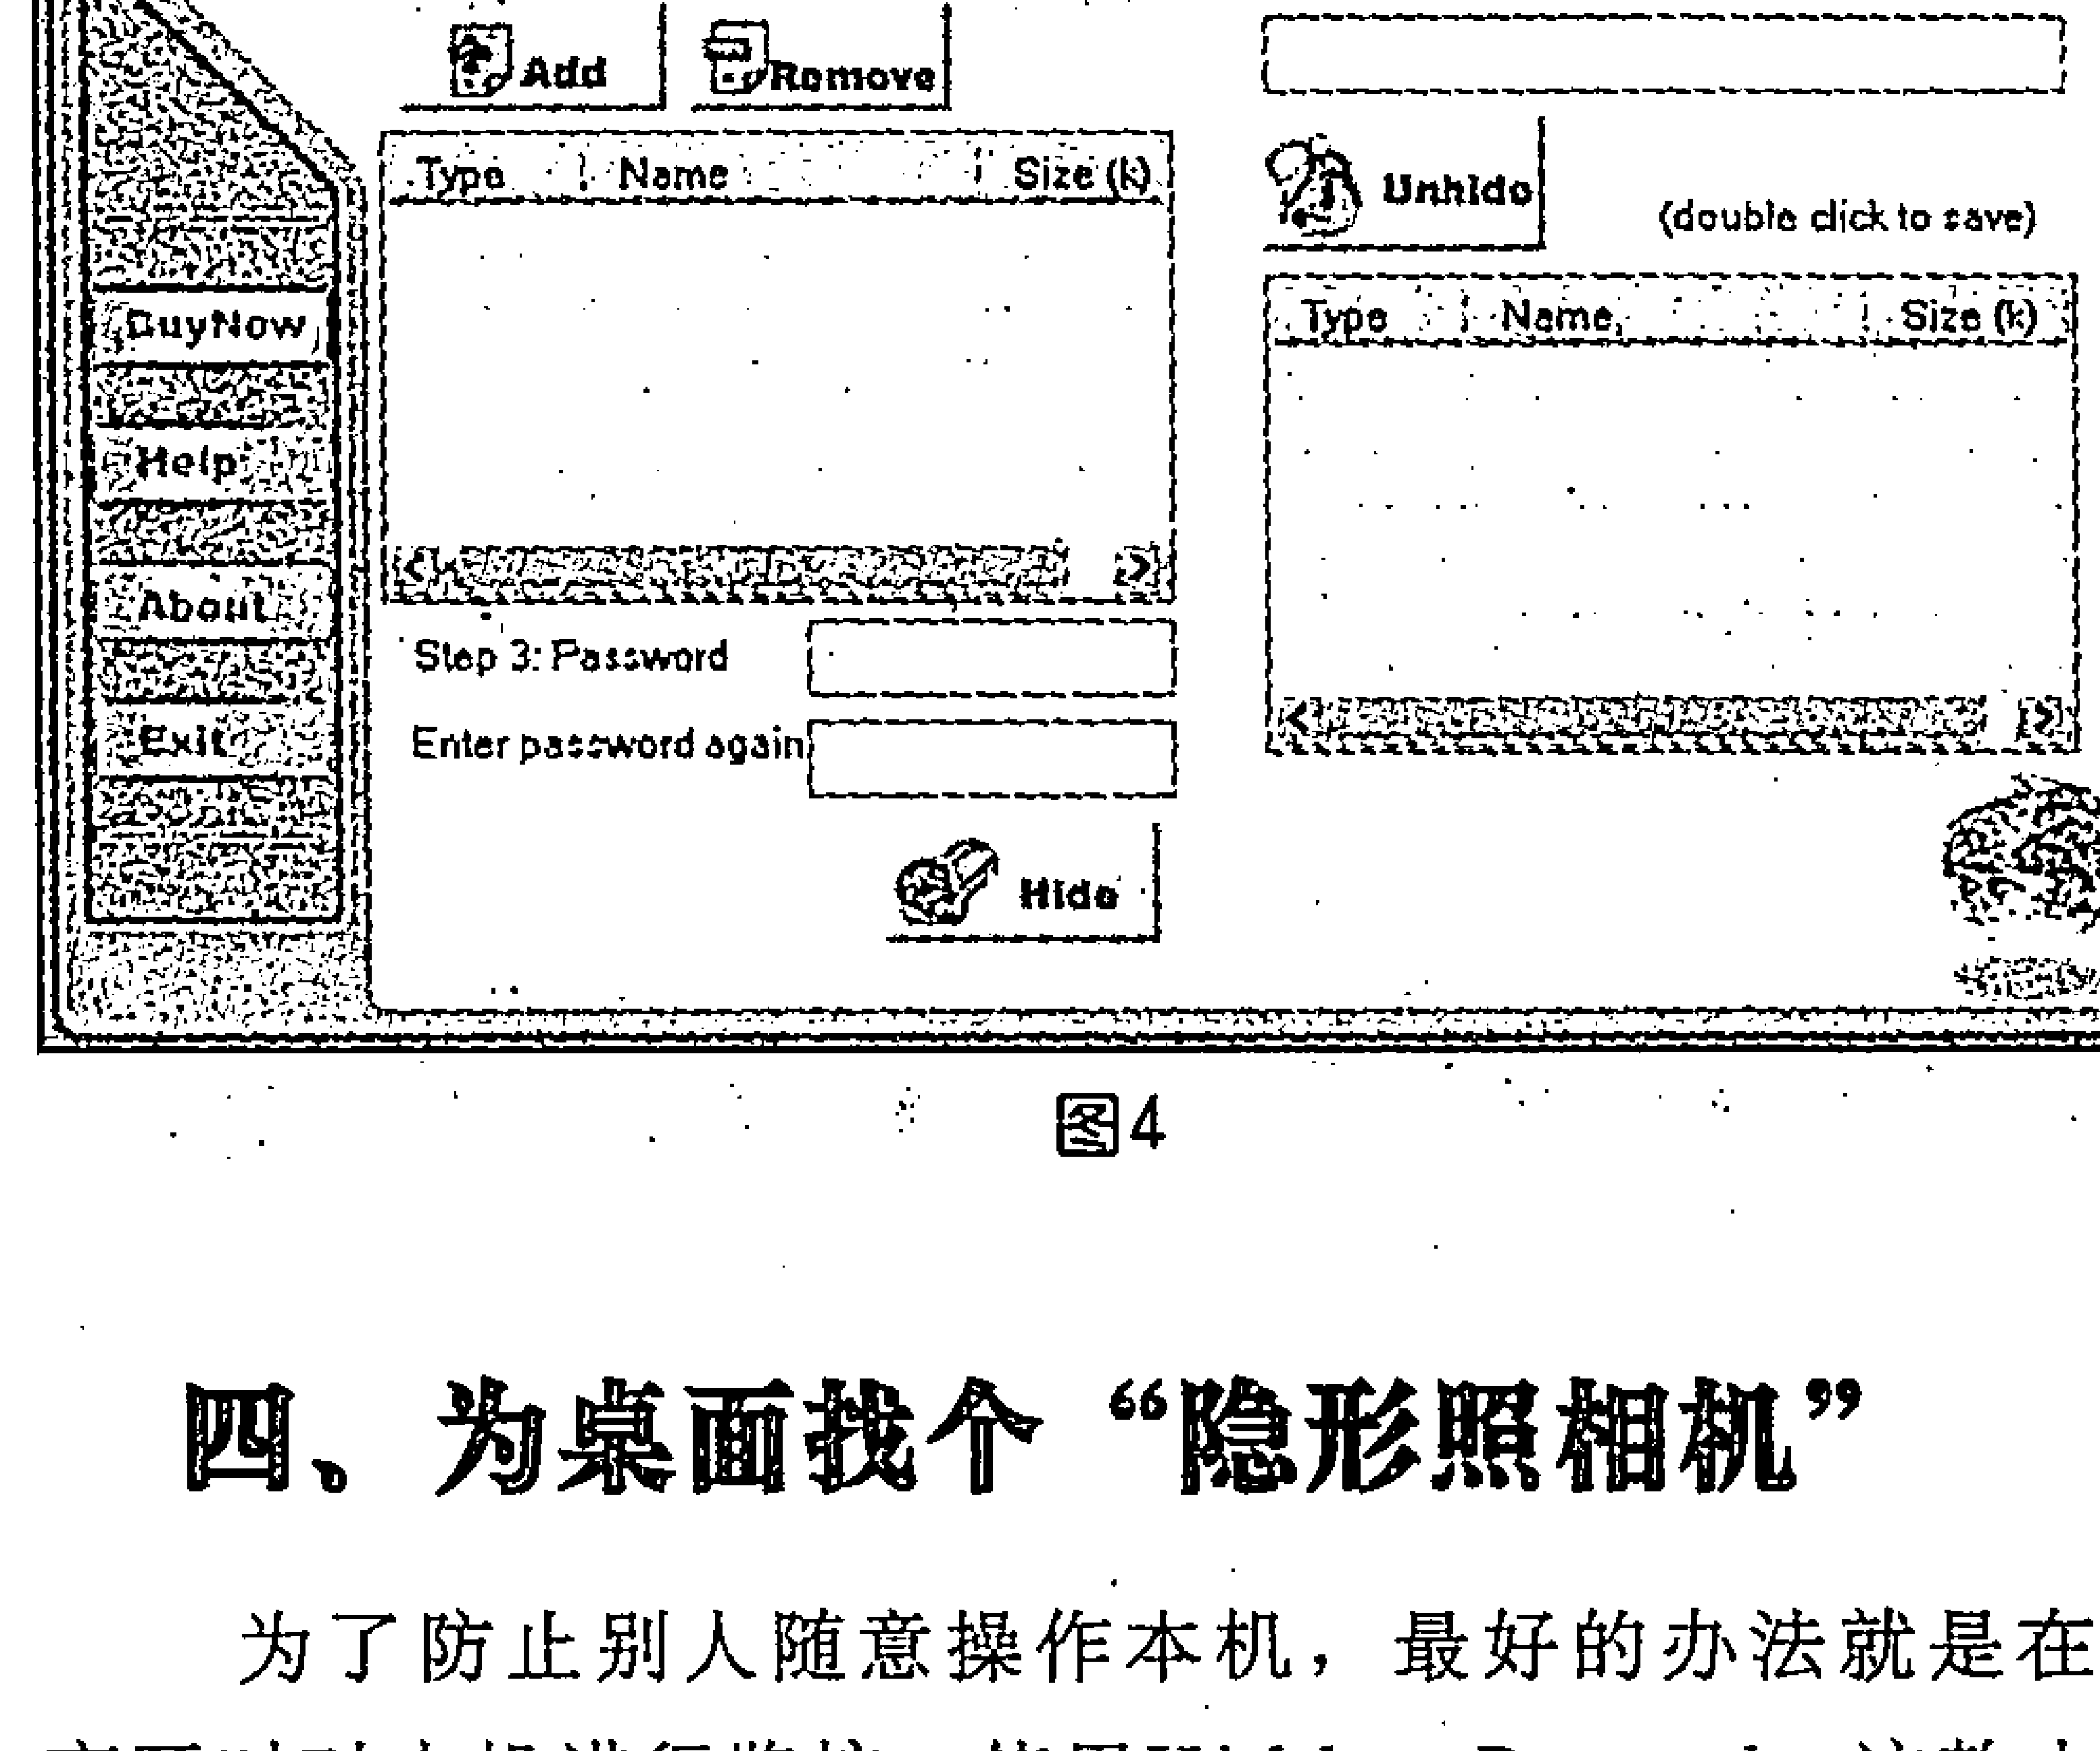 Add Remove
Type Name Size (k)
Unhide
(double click to save)
Type Name Size (k)
BuyNow
Help
About
Exit
Step 3: Password
Enter password again
Hide
图4
四、为桌面找个“隐形照相机”
为了防止别人随意操作本机，最好的办法就是在